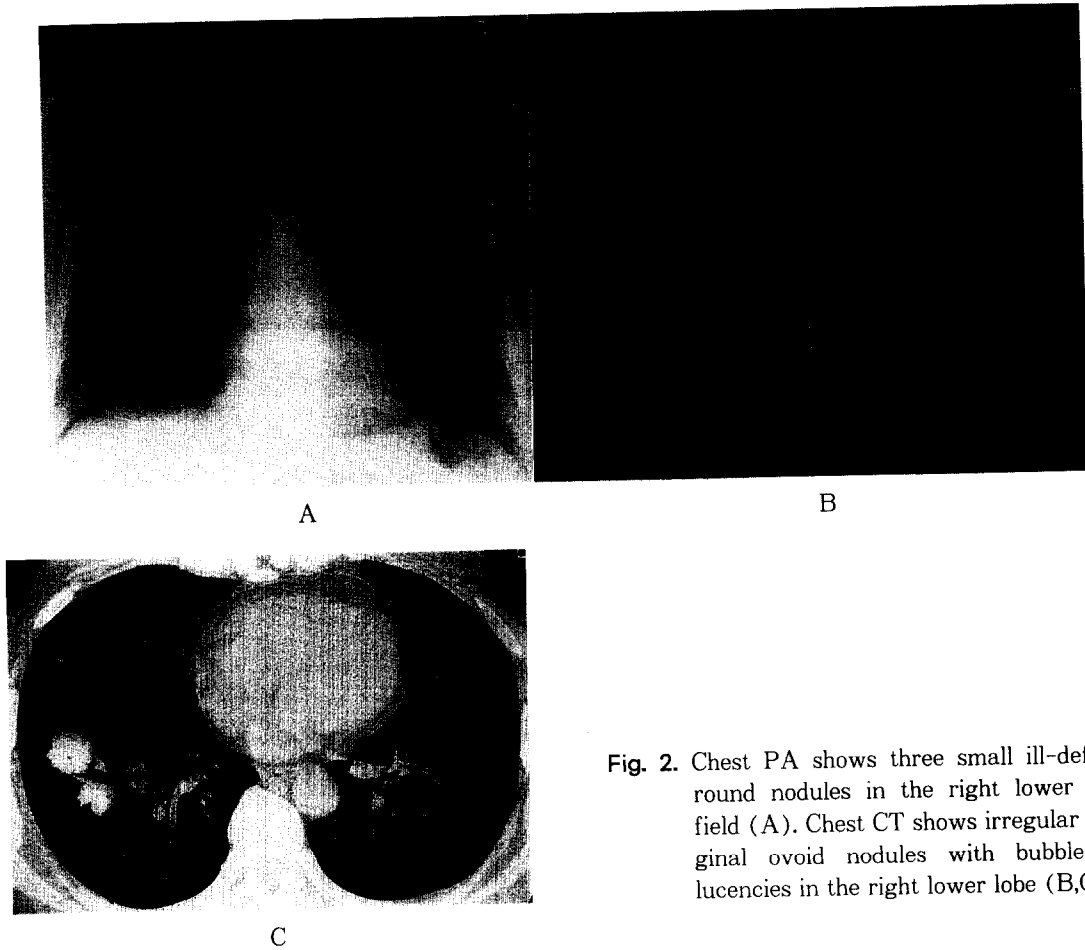 A
B
C
Fig. 2. Chest PA shows three small ill-def
round nodules in the right lower
field (A). Chest CT shows irregular
ginal ovoid nodules with bubble
lucencies in the right lower lobe (B,C